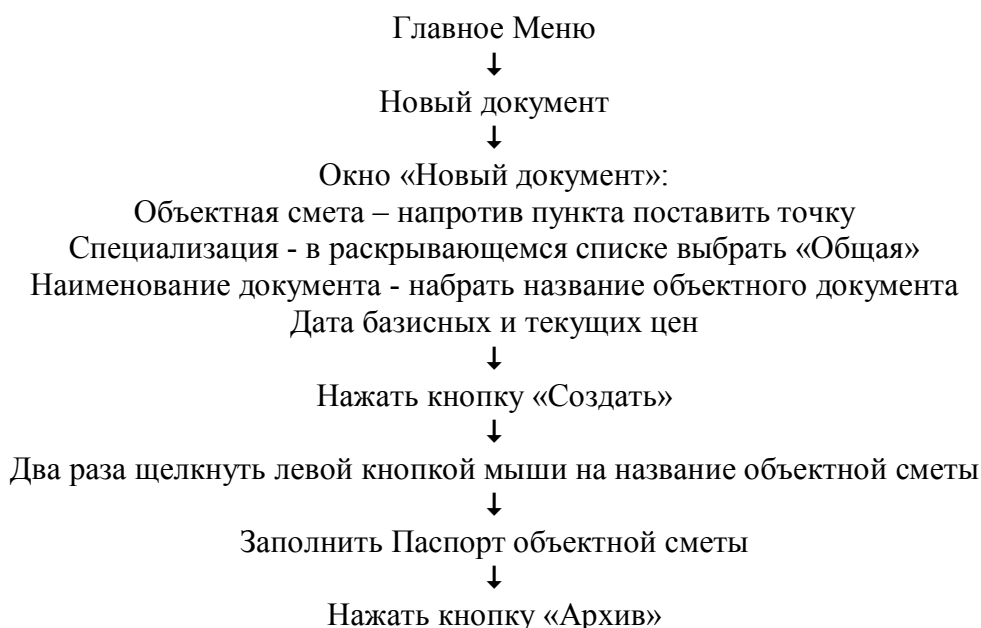 Главное Меню
↓
Новый документ
↓
Окно «Новый документ»:
Объектная смета – напротив пункта поставить точку
Специализация - в раскрывающемся списке выбрать «Общая»
Наименование документа - набрать название объектного документа
Дата базисных и текущих цен
↓
Нажать кнопку «Создать»
↓
Два раза щелкнуть левой кнопкой мыши на название объектной сметы
↓
Заполнить Паспорт объектной сметы
↓
Нажать кнопку «Архив»